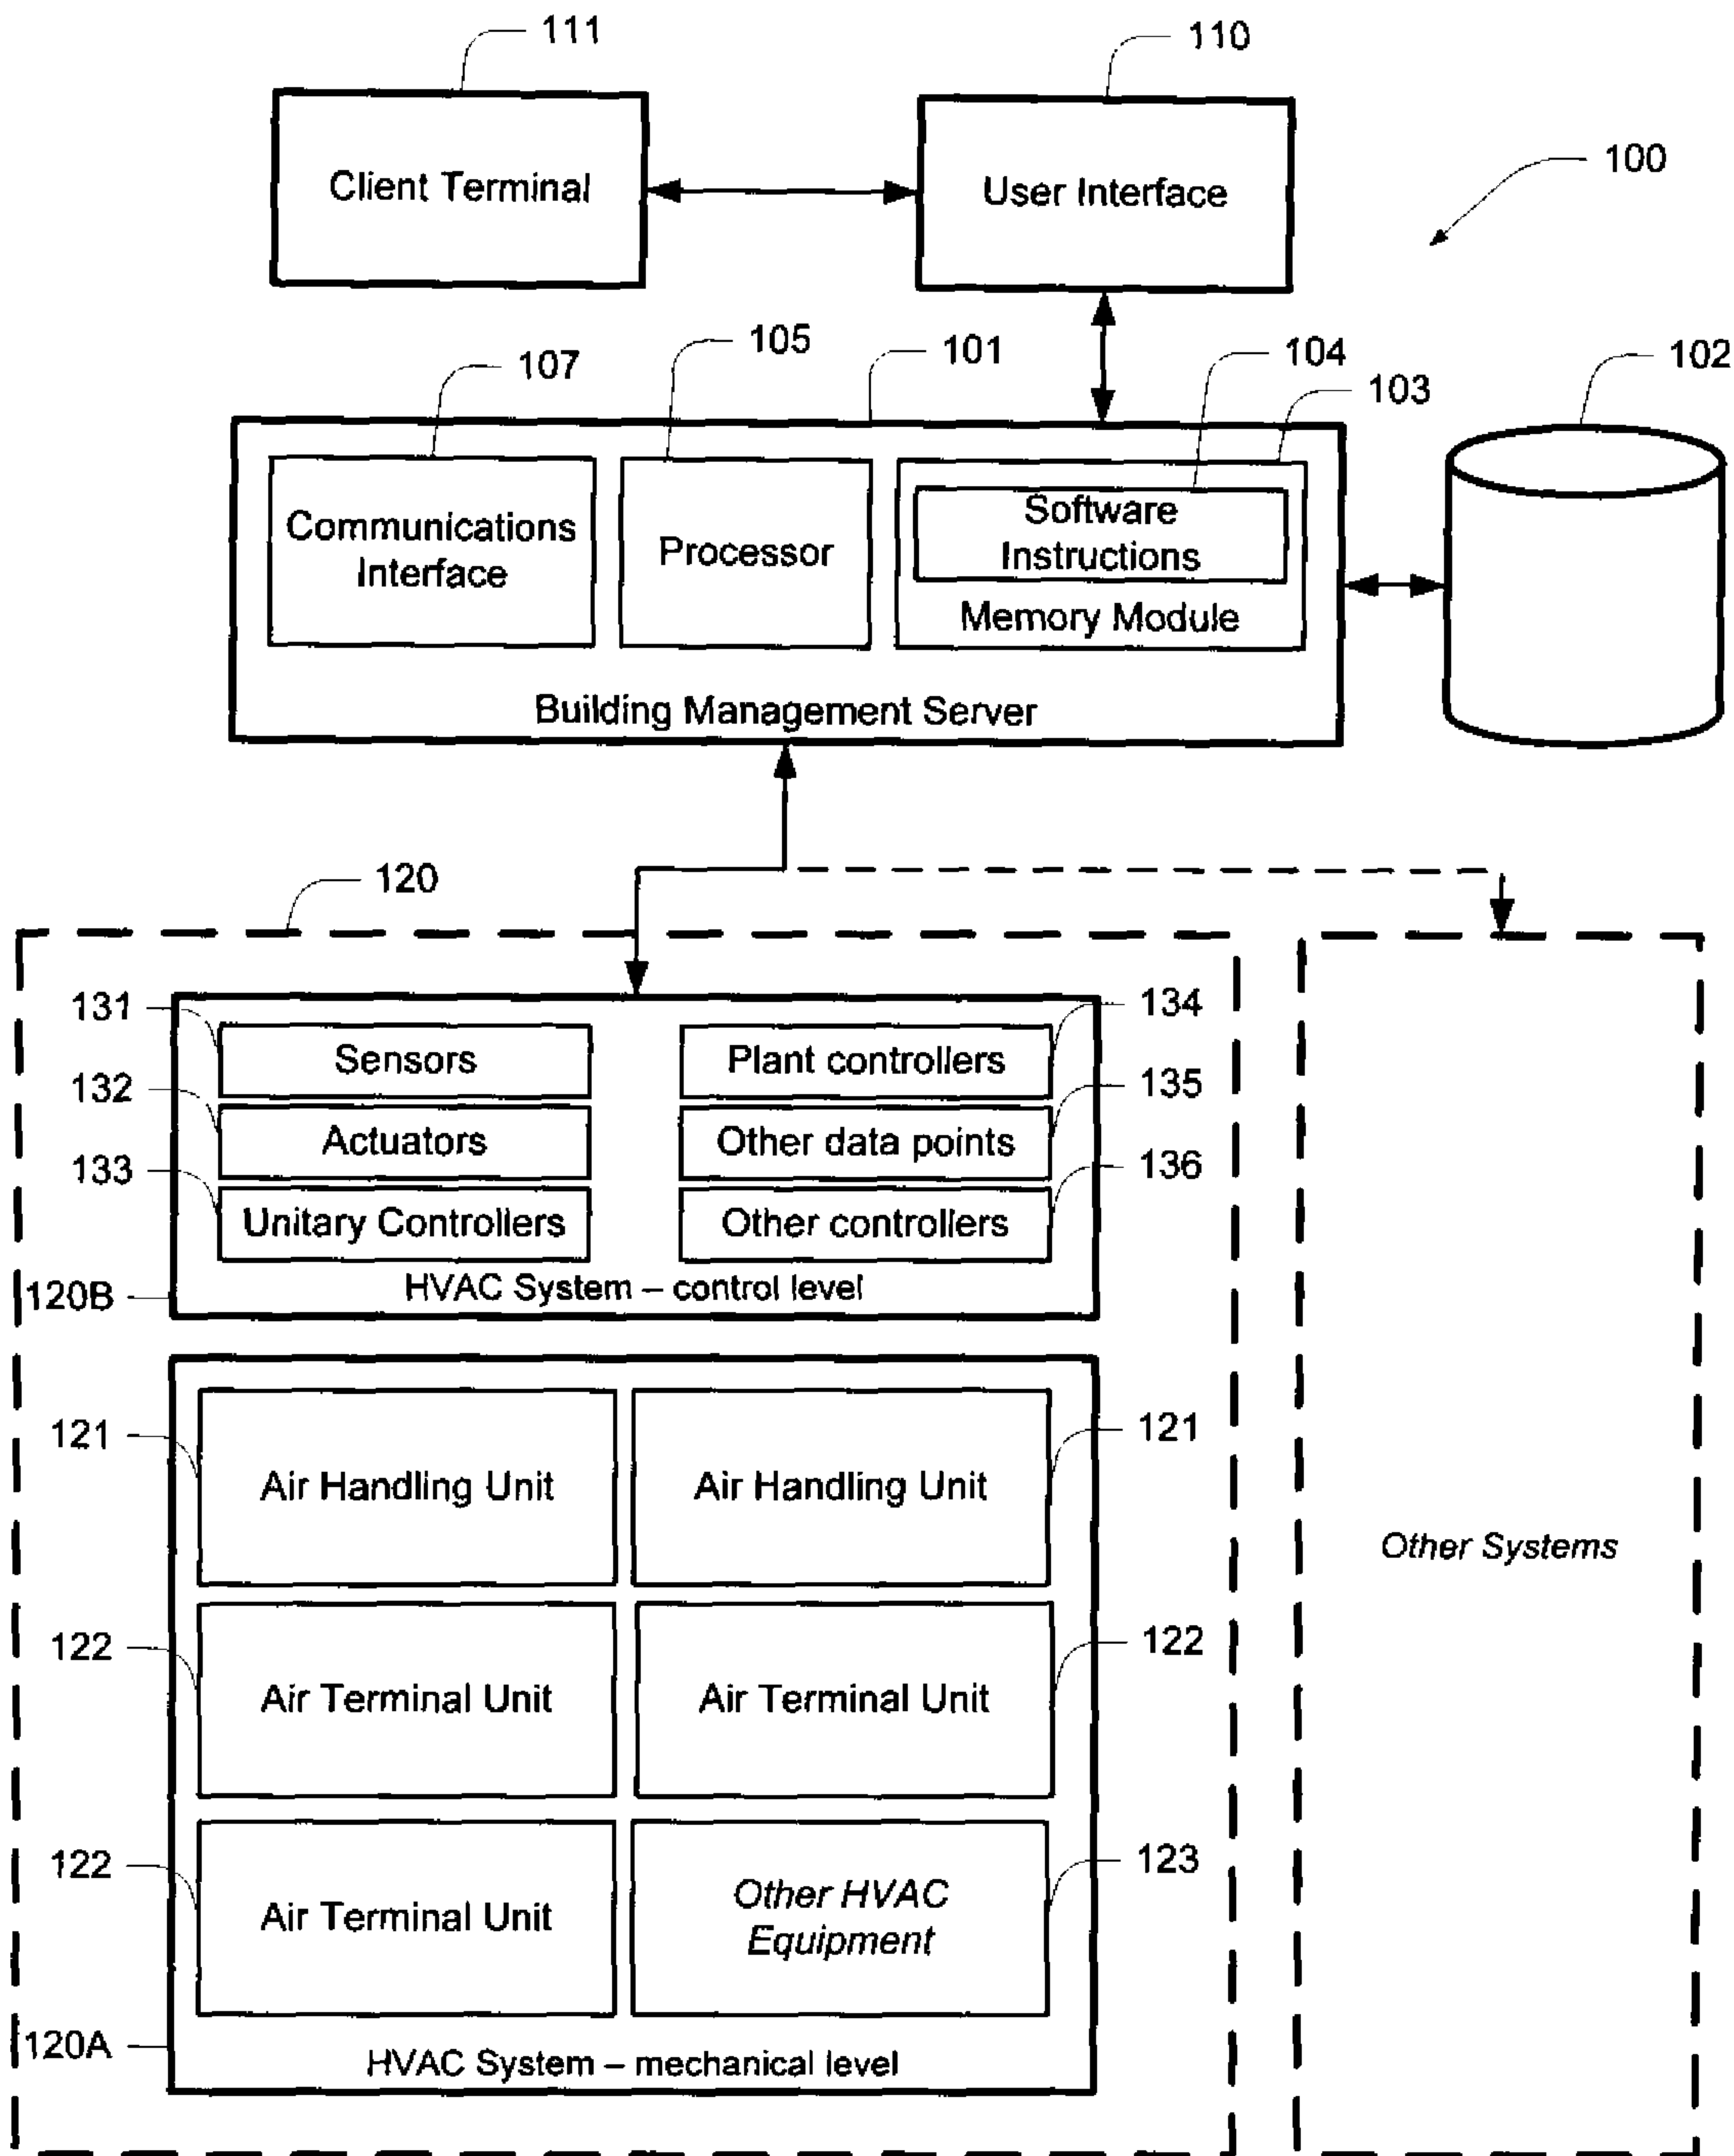 111
110
100
Client Terminal
User Interface
107
105
101
104
103
102
Communications
Interface
Processor
Software
Instructions
Memory Module
Building Management Server
120
131
Sensors
Plant controllers
134
132
Actuators
Other data points
135
133
Unitary Controllers
Other controllers
136
120B
HVAC System – control level
121
Air Handling Unit
Air Handling Unit
121
Other Systems
122
Air Terminal Unit
Air Terminal Unit
122
122
Air Terminal Unit
Other HVAC
Equipment
123
120A
HVAC System – mechanical level